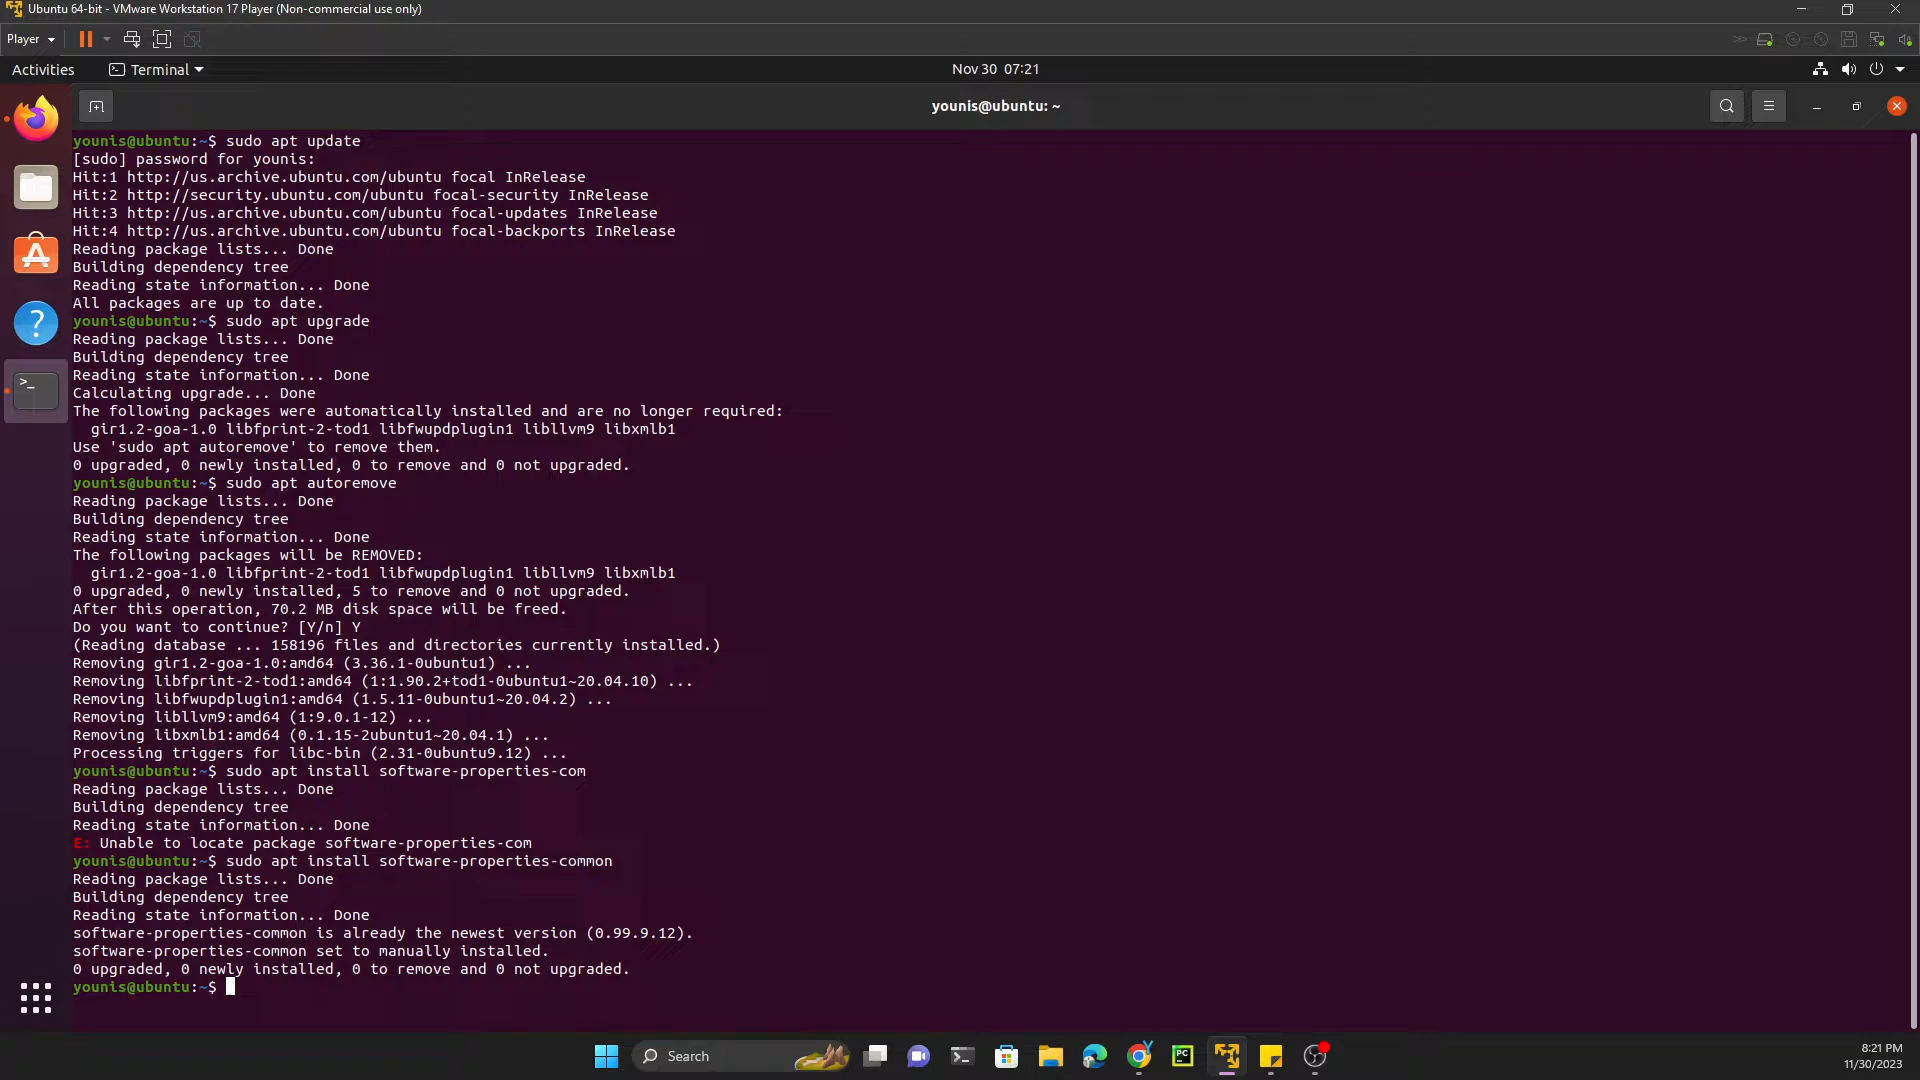 Ubuntu 64-bit - VMware Workstation 17 Player (Non-commercial use only)
Player
Activities
Terminal
Nov 30 07:21
younis@ubuntu: ~
younis@ubuntu:~$ sudo apt update
[sudo] password for younis:
Hit:1 http://us.archive.ubuntu.com/ubuntu focal InRelease
Hit:2 http://security.ubuntu.com/ubuntu focal-security InRelease
Hit:3 http://us.archive.ubuntu.com/ubuntu focal-updates InRelease
Hit:4 http://us.archive.ubuntu.com/ubuntu focal-backports InRelease
Reading package lists... Done
Building dependency tree
Reading state information... Done
All packages are up to date.
younis@ubuntu:~$ sudo apt upgrade
Reading package lists... Done
Building dependency tree
Reading state information... Done
Calculating upgrade... Done
The following packages were automatically installed and are no longer required:
gir1.2-goa-1.0 libfprint-2-tod1 libfwupdplugin1 libllvm9 libxmlb1
Use 'sudo apt autoremove' to remove them.
0 upgraded, 0 newly installed, 0 to remove and 0 not upgraded.
younis@ubuntu:~$ sudo apt autoremove
Reading package lists... Done
Building dependency tree
Reading state information... Done
The following packages will be REMOVED:
gir1.2-goa-1.0 libfprint-2-tod1 libfwupdplugin1 libllvm9 libxmlb1
0 upgraded, 0 newly installed, 5 to remove and 0 not upgraded.
After this operation, 70.2 MB disk space will be freed.
Do you want to continue? [Y/n] Y
(Reading database ... 158196 files and directories currently installed.)
Removing gir1.2-goa-1.0:amd64 (3.36.1-0ubuntu1) ...
Removing libfprint-2-tod1:amd64 (1:1.90.2+tod1-0ubuntu1~20.04.10) ...
Removing libfwupdplugin1:amd64 (1.5.11-0ubuntu1~20.04.2) ...
Removing libllvm9:amd64 (1:9.0.1-12) ...
Removing libxmlb1:amd64 (0.1.15-2ubuntu1~20.04.1) ...
Processing triggers for libc-bin (2.31-0ubuntu9.12) ...
younis@ubuntu:~$ sudo apt install software-properties-com
Reading package lists... Done
Building dependency tree
Reading state information... Done
E: Unable to locate package software-properties-com
younis@ubuntu:~$ sudo apt install software-properties-common
Reading package lists... Done
Building dependency tree
Reading state information... Done
software-properties-common is already the newest version (0.99.9.12).
software-properties-common set to manually installed.
0 upgraded, 0 newly installed, 0 to remove and 0 not upgraded.
younis@ubuntu:~$
Search
PC
8:21 PM
11/30/2023